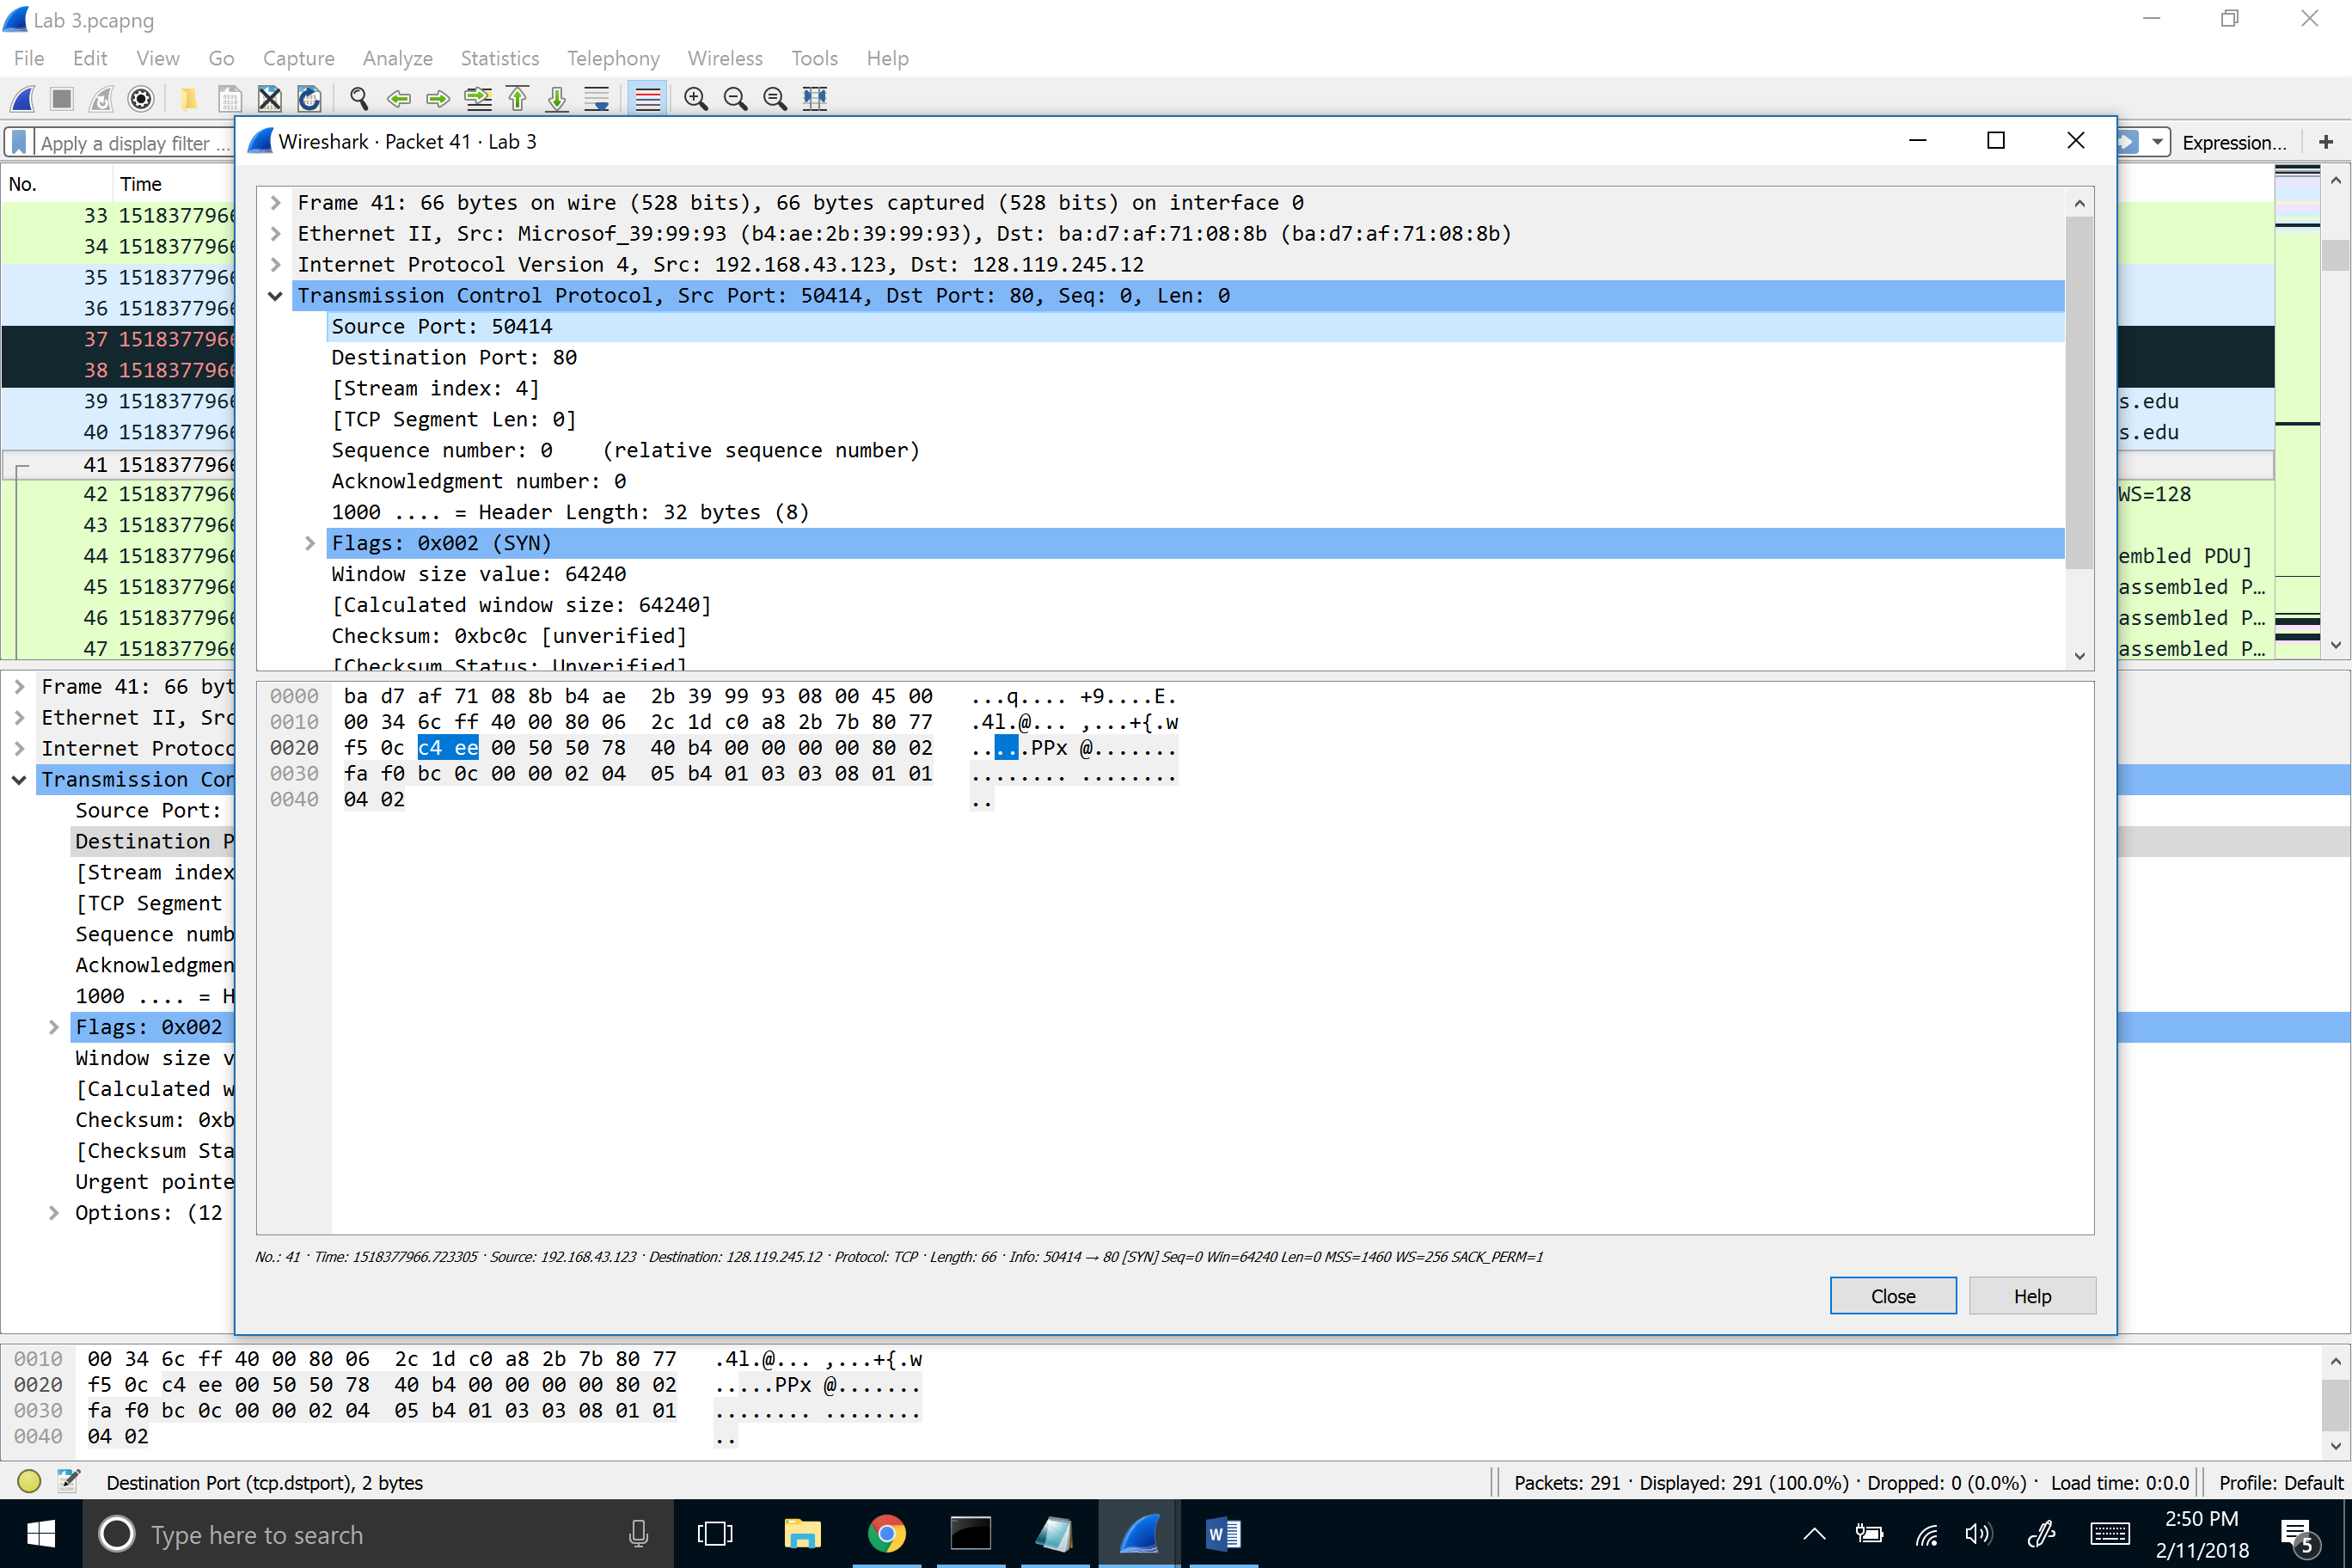 Lab 3.pcapng
File Edit View Go Capture Analyze Statistics Telephony Wireless Tools Help
Apply a display filter ...
Expression...
+
Wireshark · Packet 41 · Lab 3
No. Time
33 1518377966
34 1518377966
35 1518377966
36 1518377966
37 1518377966
38 1518377966
39 1518377966 s.edu
40 1518377966 s.edu
41 1518377966
42 1518377966 WS=128
43 1518377966
44 1518377966 embled PDU]
45 1518377966 assembled P…
46 1518377966 assembled P…
47 1518377966 assembled P…
Frame 41: 66 bytes on wire (528 bits), 66 bytes captured (528 bits) on interface 0
Ethernet II, Src: Microsof_39:99:93 (b4:ae:2b:39:99:93), Dst: ba:d7:af:71:08:8b (ba:d7:af:71:08:8b)
Internet Protocol Version 4, Src: 192.168.43.123, Dst: 128.119.245.12
Transmission Control Protocol, Src Port: 50414, Dst Port: 80, Seq: 0, Len: 0
Source Port: 50414
Destination Port: 80
[Stream index: 4]
[TCP Segment Len: 0]
Sequence number: 0    (relative sequence number)
Acknowledgment number: 0
1000 .... = Header Length: 32 bytes (8)
Flags: 0x002 (SYN)
Window size value: 64240
[Calculated window size: 64240]
Checksum: 0xbc0c [unverified]
[Checksum Status: Unverified]
0000 ba d7 af 71 08 8b b4 ae 2b 39 99 93 08 00 45 00 ...q.... +9....E.
0010 00 34 6c ff 40 00 80 06 2c 1d c0 a8 2b 7b 80 77 .4l.@... ,...+{.w
0020 f5 0c c4 ee 00 50 50 78 40 b4 00 00 00 00 80 02 .....PPx @.......
0030 fa f0 bc 0c 00 00 02 04 05 b4 01 03 03 08 01 01 ........ ........
0040 04 02 ..
No.: 41 · Time: 1518377966.723305 · Source: 192.168.43.123 · Destination: 128.119.245.12 · Protocol: TCP · Length: 66 · Info: 50414 → 80 [SYN] Seq=0 Win=64240 Len=0 MSS=1460 WS=256 SACK_PERM=1
Close Help
Frame 41: 66 byt
Ethernet II, Src
Internet Protoco
Transmission Con
Source Port:
Destination P
[Stream index
[TCP Segment
Sequence numb
Acknowledgmen
1000 .... = H
Flags: 0x002
Window size v
[Calculated w
Checksum: 0xb
[Checksum Sta
Urgent pointe
Options: (12
0010 00 34 6c ff 40 00 80 06 2c 1d c0 a8 2b 7b 80 77 .4l.@... ,...+{.w
0020 f5 0c c4 ee 00 50 50 78 40 b4 00 00 00 00 80 02 .....PPx @.......
0030 fa f0 bc 0c 00 00 02 04 05 b4 01 03 03 08 01 01 ........ ........
0040 04 02 ..
Destination Port (tcp.dstport), 2 bytes
Packets: 291 · Displayed: 291 (100.0%) · Dropped: 0 (0.0%) · Load time: 0:0.0
Profile: Default
Type here to search
2:50 PM
2/11/2018
5